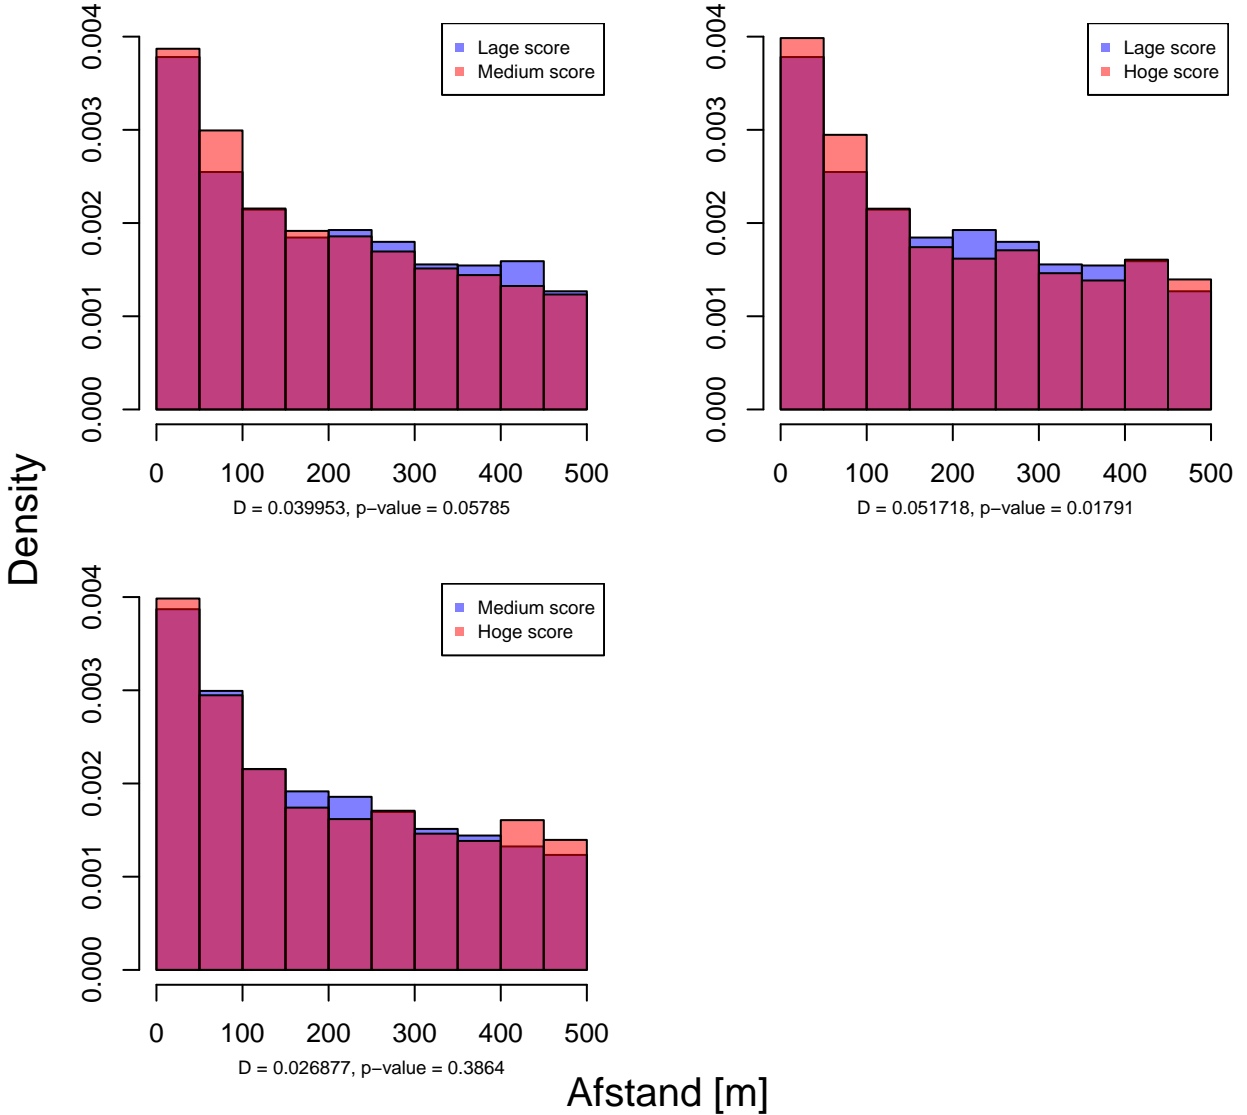 Density
0.004
0.003
0.002
0.001
0.000
Lage score
Medium score
0 100 200 300 400 500
D = 0.039953, p−value = 0.05785
0.004
0.003
0.002
0.001
0.000
Lage score
Hoge score
0 100 200 300 400 500
D = 0.051718, p−value = 0.01791
0.004
0.003
0.002
0.001
0.000
Medium score
Hoge score
0 100 200 300 400 500
D = 0.026877, p−value = 0.3864
Afstand [m]